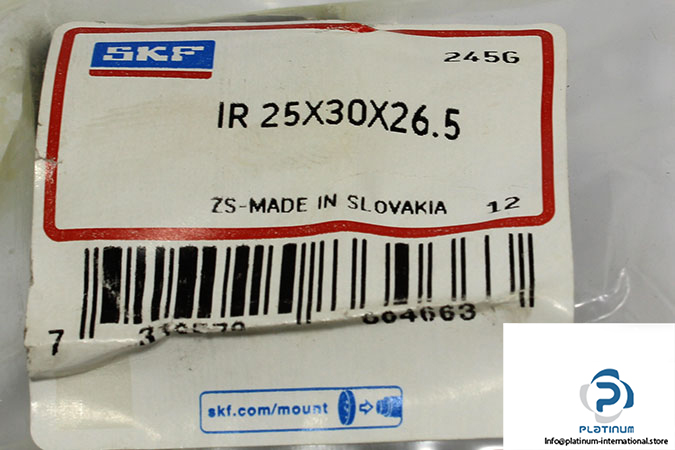 SKF
245G
IR 25X30X26.5
ZS-MADE IN SLOVAKIA 12
7
664663
skf.com/mount
PLATINUM
Info@platinum-international.store